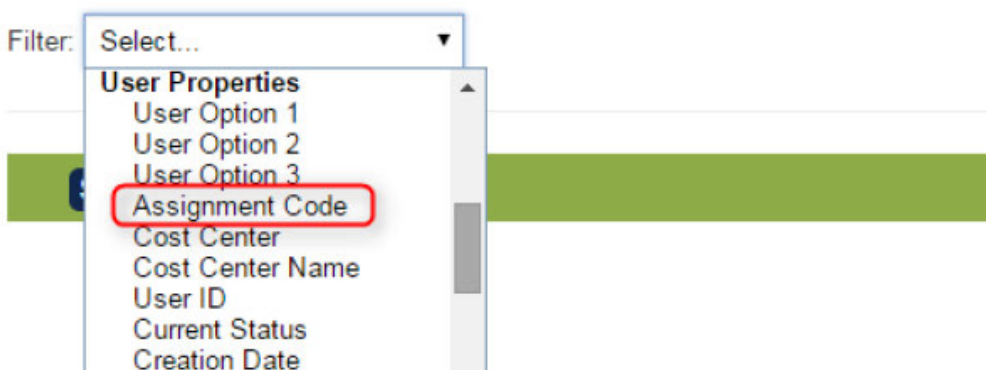 Filter: Select...
User Properties
User Option 1
User Option 2
User Option 3
Assignment Code
Cost Center
Cost Center Name
User ID
Current Status
Creation Date